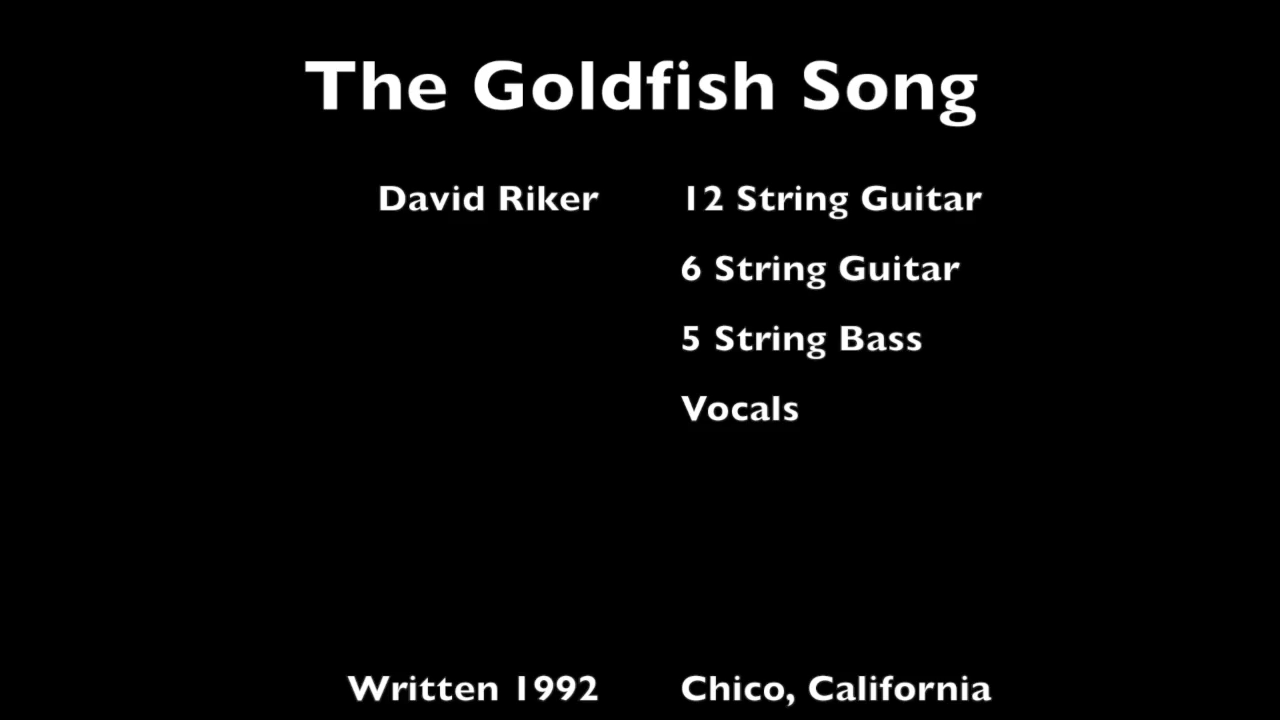 The Goldfish Song
David Riker 12 String Guitar
6 String Guitar
5 String Bass
Vocals
Written 1992 Chico, California